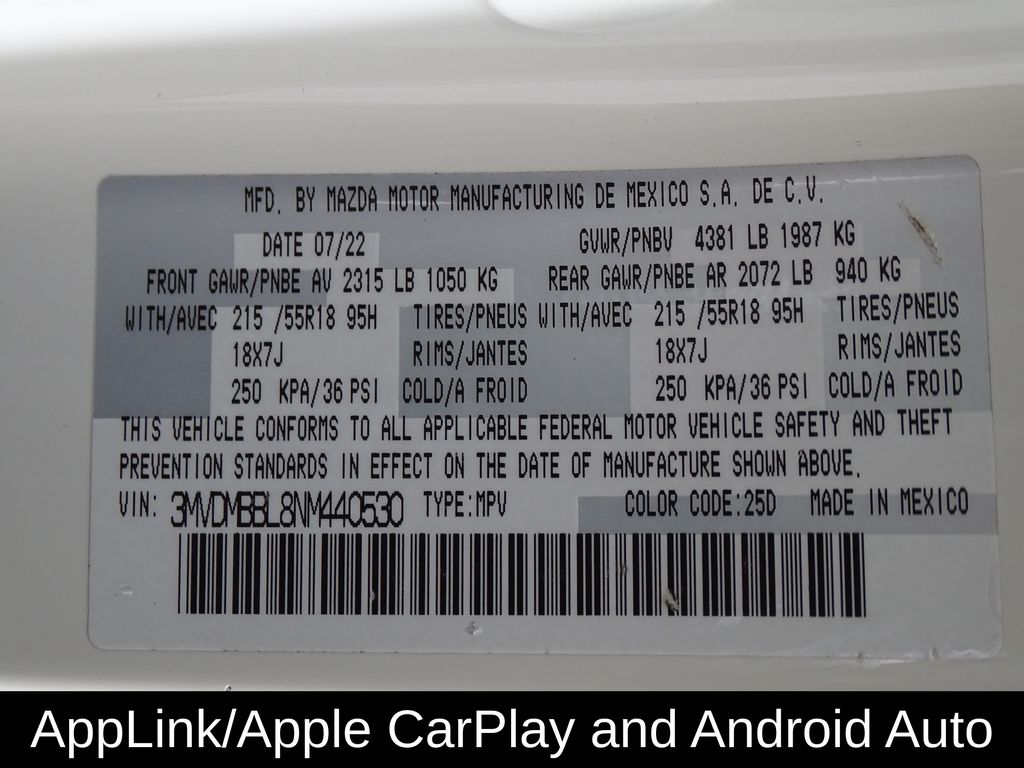 MFD. BY MAZDA MOTOR MANUFACTURING DE MEXICO S.A. DE C.V.
DATE 07/22 GVWR/PNBV 4381 LB 1987 KG
FRONT GAWR/PNBE AV 2315 LB 1050 KG REAR GAWR/PNBE AR 2072 LB 940 KG
WITH/AVEC 215 /55R18 95H TIRES/PNEUS WITH/AVEC 215 /55R18 95H TIRES/PNEUS
18X7J RIMS/JANTES 18X7J RIMS/JANTES
250 KPA/36 PSI COLD/A FROID 250 KPA/36 PSI COLD/A FROID
THIS VEHICLE CONFORMS TO ALL APPLICABLE FEDERAL MOTOR VEHICLE SAFETY AND THEFT
PREVENTION STANDARDS IN EFFECT ON THE DATE OF MANUFACTURE SHOWN ABOVE.
VIN: 3MVDMBBL8NM440530 TYPE:MPV COLOR CODE:25D MADE IN MEXICO
AppLink/Apple CarPlay and Android Auto